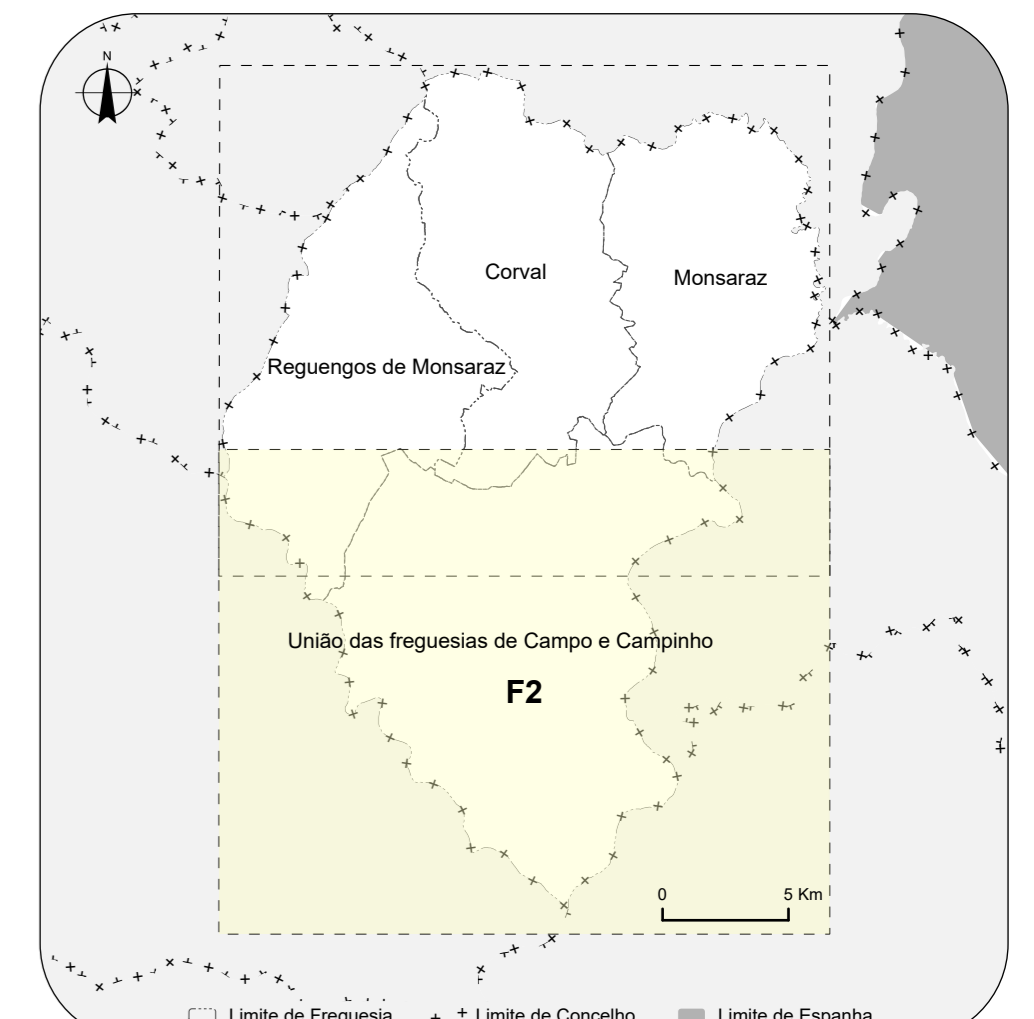 N
Corval
Monsaraz
Reguengos de Monsaraz
União das freguesias de Campo e Campinho
F2
0 5 Km
Limite de Freguesia Limite de Concelho Limite de Espanha